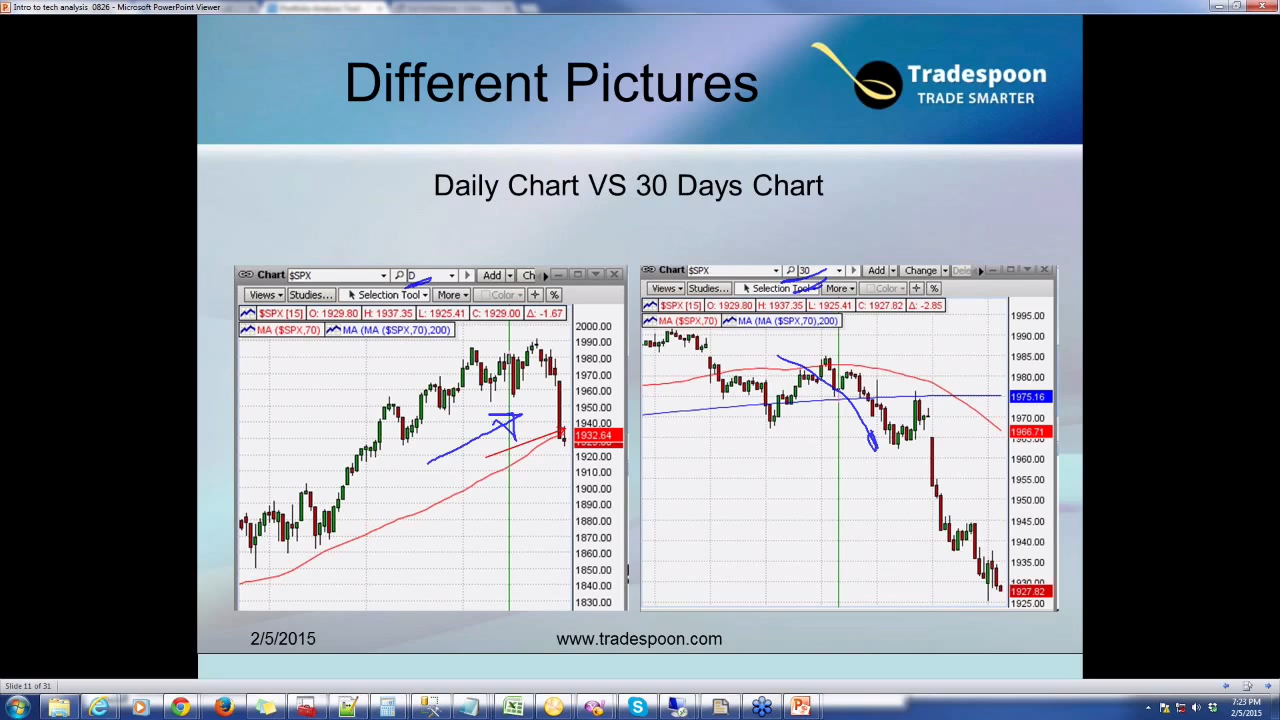 Intro to tech analysis 0826 - Microsoft PowerPoint Viewer
Different Pictures
Tradespoon
TRADE SMARTER
Daily Chart VS 30 Days Chart
Chart $SPX D Add Ch
Views Studies... Selection Tool More Color %
$SPX [15] O: 1929.80 H: 1937.35 L: 1925.41 C: 1929.00 Δ: -1.67
MA ($SPX,70) MA (MA ($SPX,70),200)
2000.00
1990.00
1980.00
1970.00
1960.00
1950.00
1940.00
1932.64
1920.00
1910.00
1900.00
1890.00
1880.00
1870.00
1860.00
1850.00
1840.00
1830.00
Chart $SPX 30 Add Change Dele
Views Studies... Selection Tool More Color %
$SPX [15] O: 1929.80 H: 1937.35 L: 1925.41 C: 1927.82 Δ: -2.85
MA ($SPX,70) MA (MA ($SPX,70),200)
1995.00
1990.00
1985.00
1980.00
1975.16
1970.00
1966.71
1965.00
1960.00
1955.00
1950.00
1945.00
1940.00
1935.00
1930.00
1927.82
1925.00
2/5/2015
www.tradespoon.com
Slide 11 of 31
7:23 PM
2/5/2015